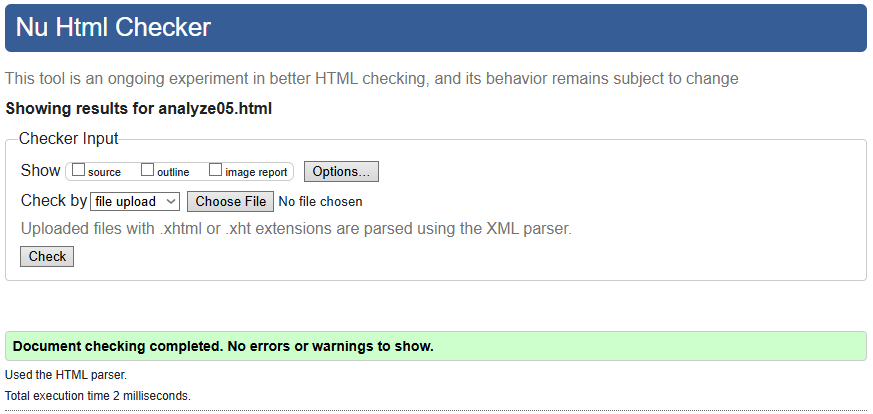 Nu Html Checker
This tool is an ongoing experiment in better HTML checking, and its behavior remains subject to change
Showing results for analyze05.html
Checker Input
Show source outline image report Options...
Check by file upload Choose File No file chosen
Uploaded files with .xhtml or .xht extensions are parsed using the XML parser.
Check
Document checking completed. No errors or warnings to show.
Used the HTML parser.
Total execution time 2 milliseconds.